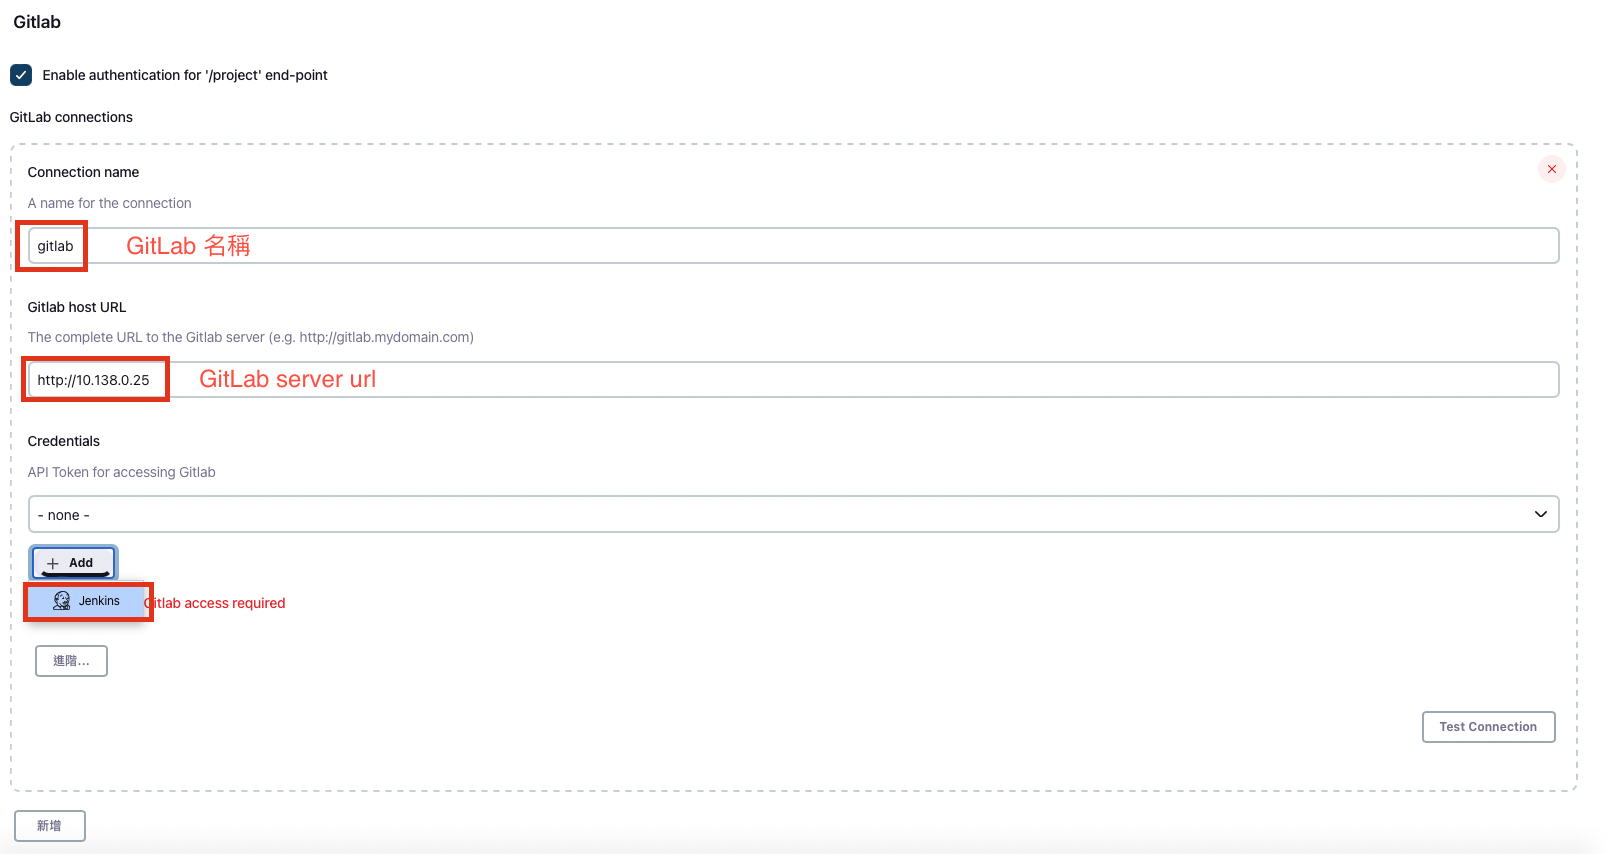 Gitlab
Enable authentication for '/project' end-point
GitLab connections
Connection name
A name for the connection
gitlab
GitLab 名稱
Gitlab host URL
The complete URL to the Gitlab server (e.g. http://gitlab.mydomain.com)
http://10.138.0.25
GitLab server url
Credentials
API Token for accessing Gitlab
- none -
+ Add
Jenkins
Gitlab access required
進階...
Test Connection
新增